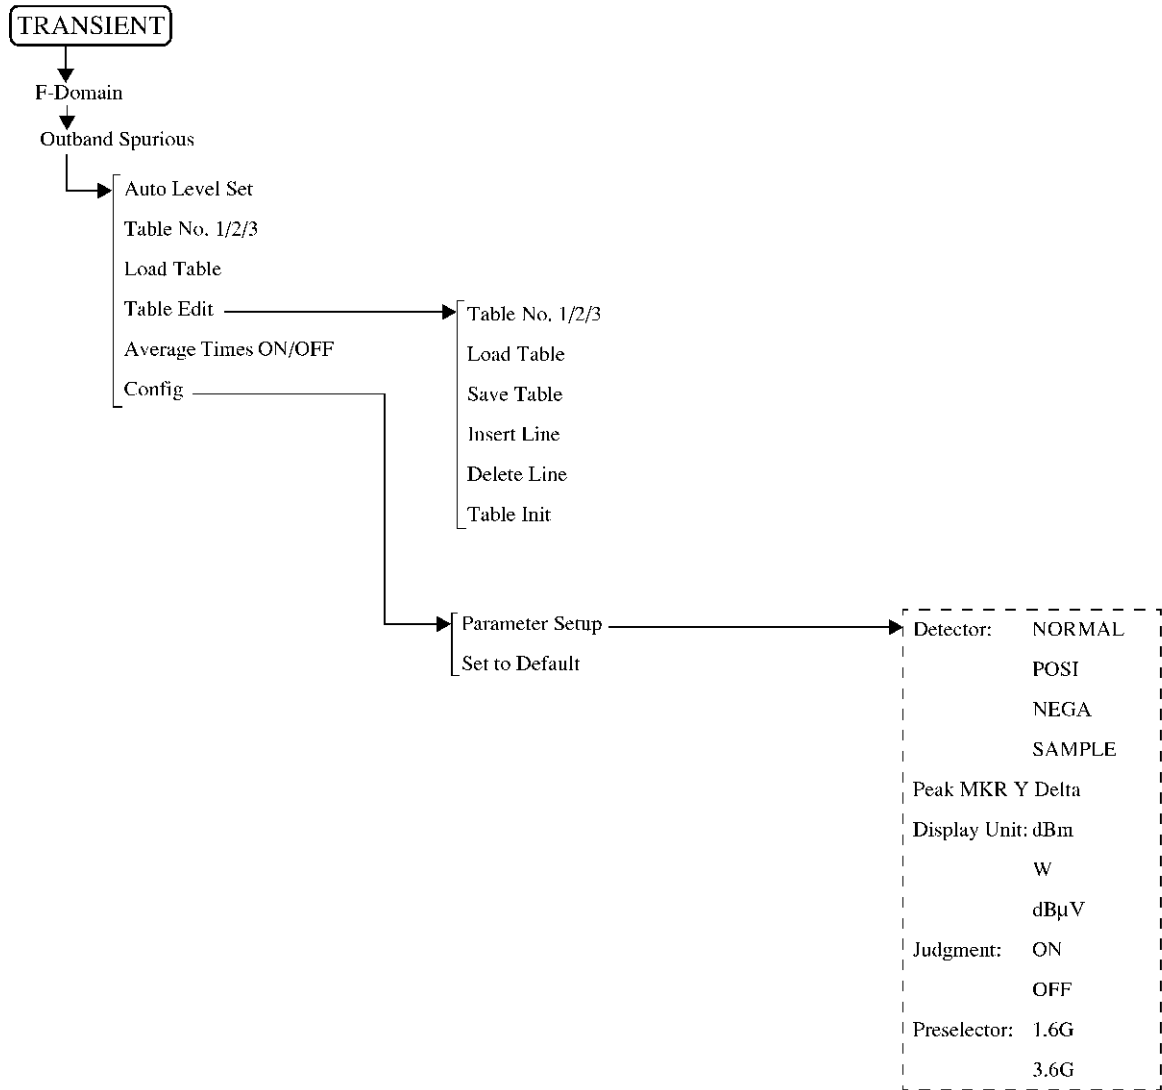 TRANSIENT
F-Domain
Outband Spurious
Auto Level Set
Table No. 1/2/3
Load Table
Table Edit
Average Times ON/OFF
Config
Table No. 1/2/3
Load Table
Save Table
Insert Line
Delete Line
Table Init
Parameter Setup
Set to Default
Detector: NORMAL
POSI
NEGA
SAMPLE
Peak MKR Y Delta
Display Unit: dBm
W
dBµV
Judgment: ON
OFF
Preselector: 1.6G
3.6G